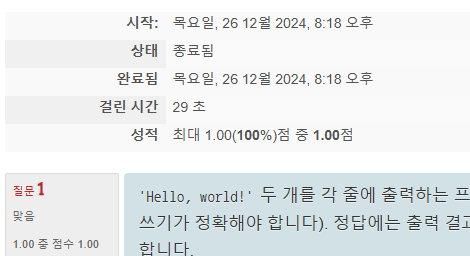 시작: 목요일, 26 12월 2024, 8:18 오후
상태 종료됨
완료됨 목요일, 26 12월 2024, 8:18 오후
걸린 시간 29 초
성적 최대 1.00(100%)점 중 1.00점
질문 1
맞음
1.00 중 점수 1.00
'Hello, world!' 두 개를 각 줄에 출력하는 프
쓰기가 정확해야 합니다). 정답에는 출력 결과
합니다.